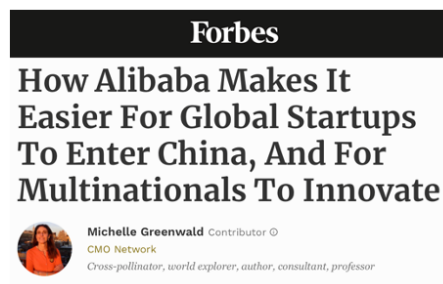 Forbes
How Alibaba Makes It
Easier For Global Startups
To Enter China, And For
Multinationals To Innovate
Michelle Greenwald Contributor
CMO Network
Cross-pollinator, world explorer, author, consultant, professor